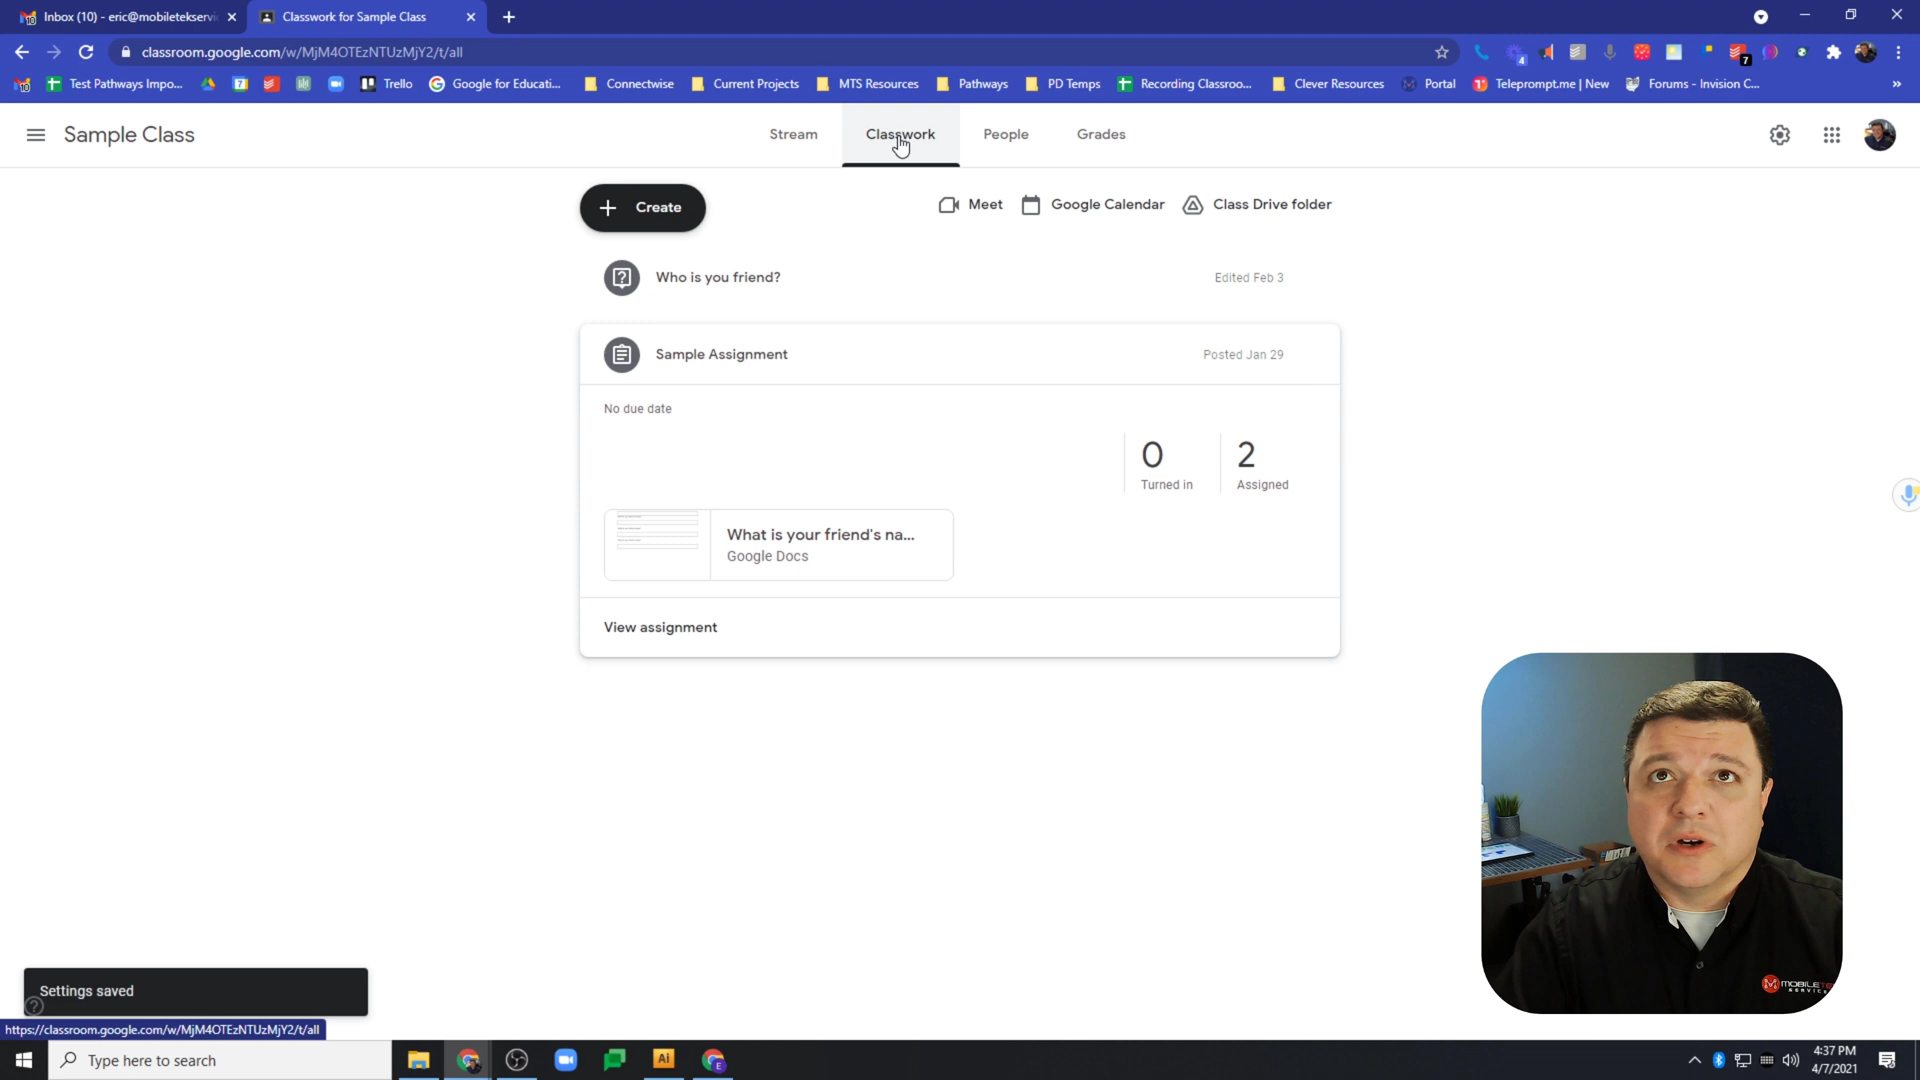 Inbox (10) - eric@mobiletekservi
Classwork for Sample Class
classroom.google.com/w/MjM4OTEzNTUzMjY2/t/all
4
7
Test Pathways Impo...
7
Trello
Google for Educati...
Connectwise
Current Projects
MTS Resources
Pathways
PD Temps
Recording Classroo...
Clever Resources
Portal
Teleprompt.me | New
Forums - Invision C...
»
Sample Class
Stream
Classwork
People
Grades
+ Create
Meet
Google Calendar
Class Drive folder
Who is you friend?
Edited Feb 3
Sample Assignment
Posted Jan 29
No due date
0
Turned in
2
Assigned
What is your friend's na...
Google Docs
View assignment
Settings saved
https://classroom.google.com/w/MjM4OTEzNTUzMjY2/t/all
Type here to search
Ai
E
4:37 PM
4/7/2021